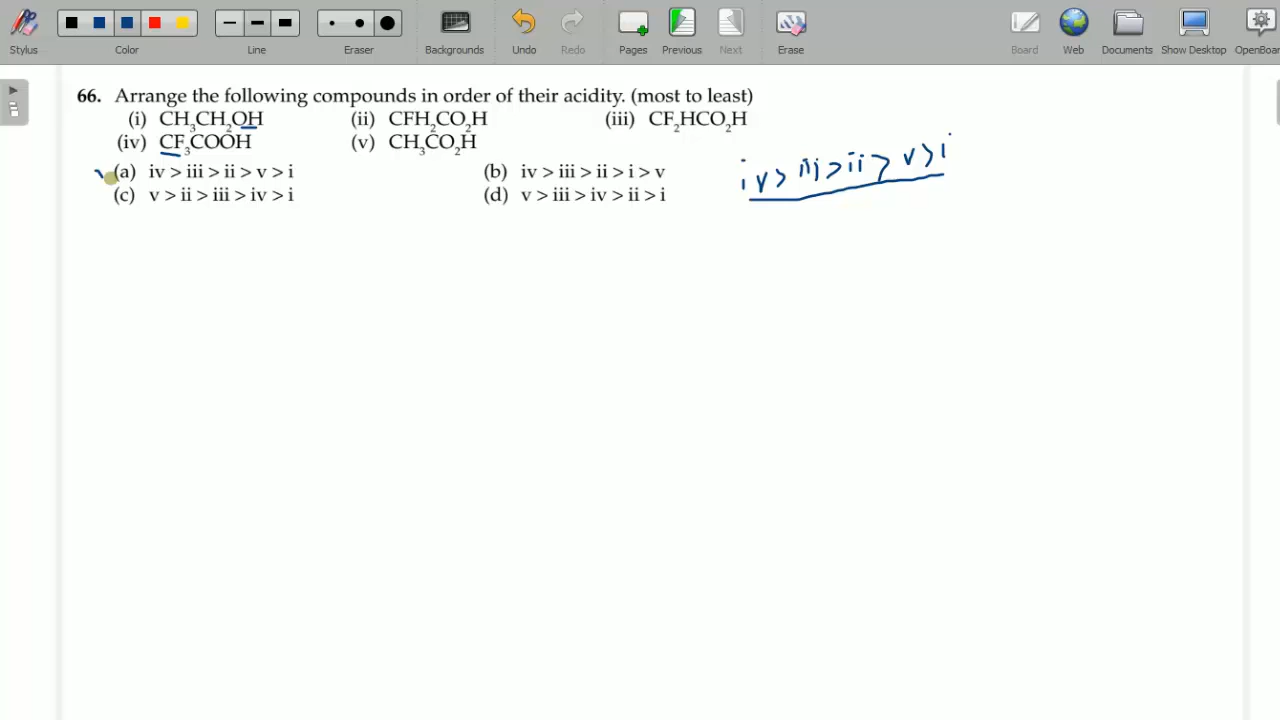 Stylus Color Line Eraser Backgrounds Undo Redo Pages Previous Next Erase Board Web Documents Show Desktop OpenBoar
66. Arrange the following compounds in order of their acidity. (most to least)
(i) CH₃CH₂OH (ii) CFH₂CO₂H (iii) CF₂HCO₂H
(iv) CF₃COOH (v) CH₃CO₂H
(a) iv > iii > ii > v > i (b) iv > iii > ii > i > v
(c) v > ii > iii > iv > i (d) v > iii > iv > ii > i
iv > iii > ii > v > i